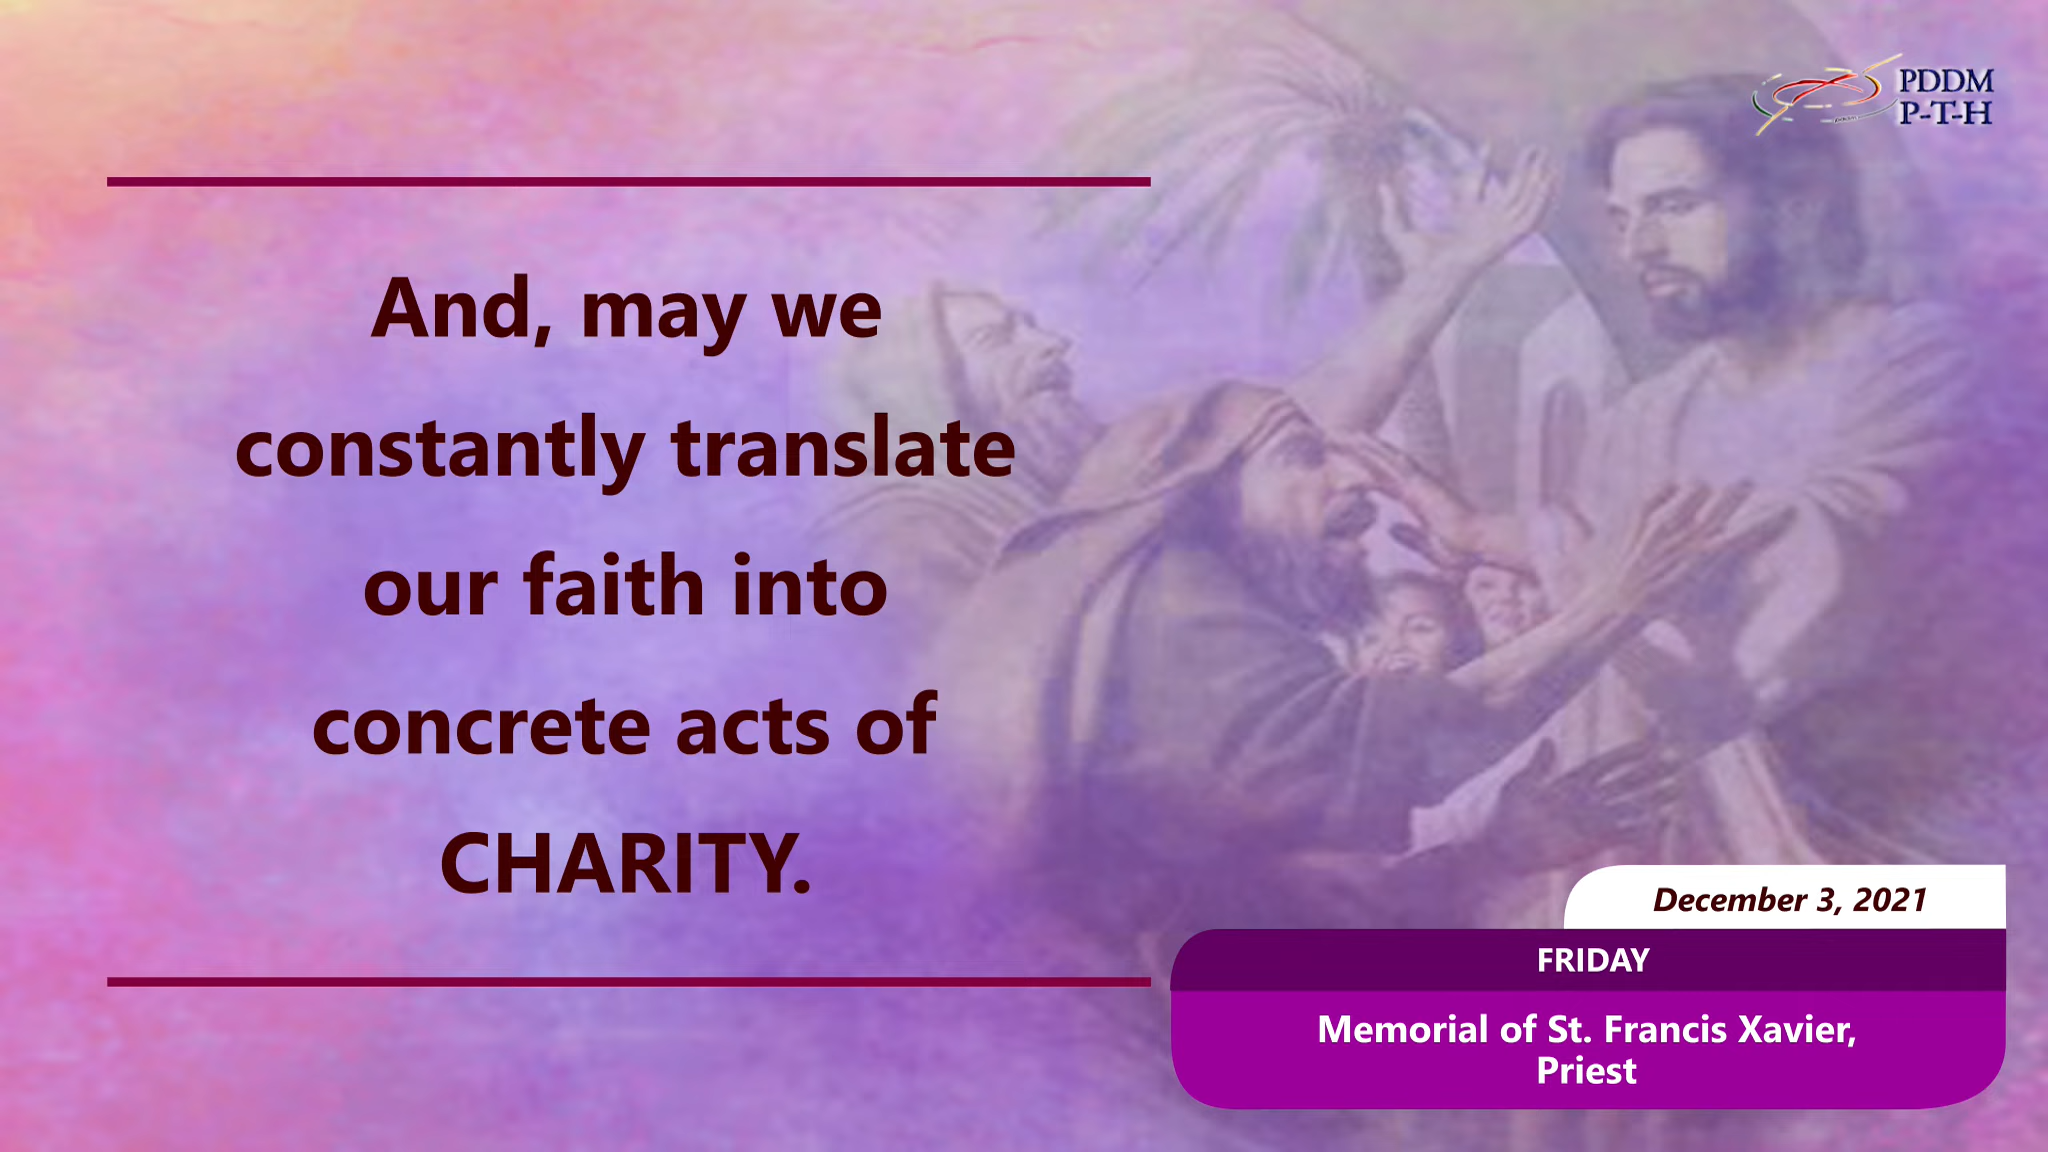 PDDM
P-T-H
And, may we
constantly translate
our faith into
concrete acts of
CHARITY.
December 3, 2021
FRIDAY
Memorial of St. Francis Xavier,
Priest